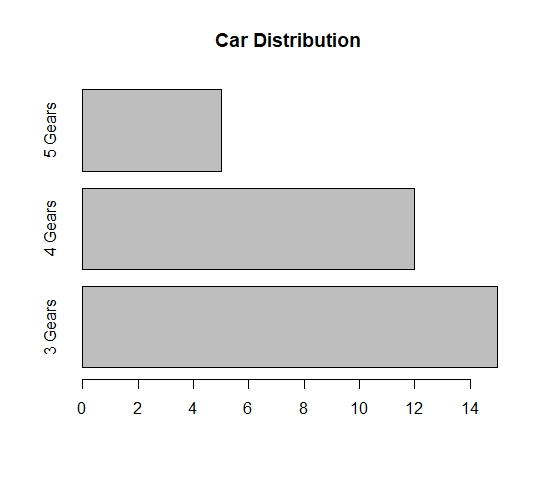 Car Distribution
5 Gears
4 Gears
3 Gears
0 2 4 6 8 10 12 14